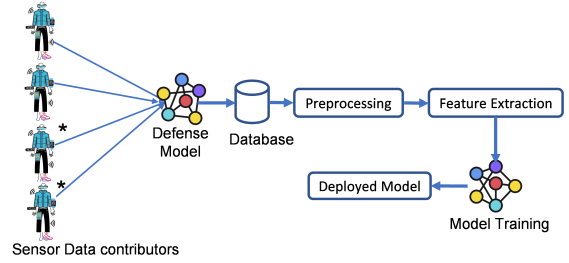 *
*
Sensor Data contributors
Defense
Model
Database
Preprocessing
Feature Extraction
Model Training
Deployed Model